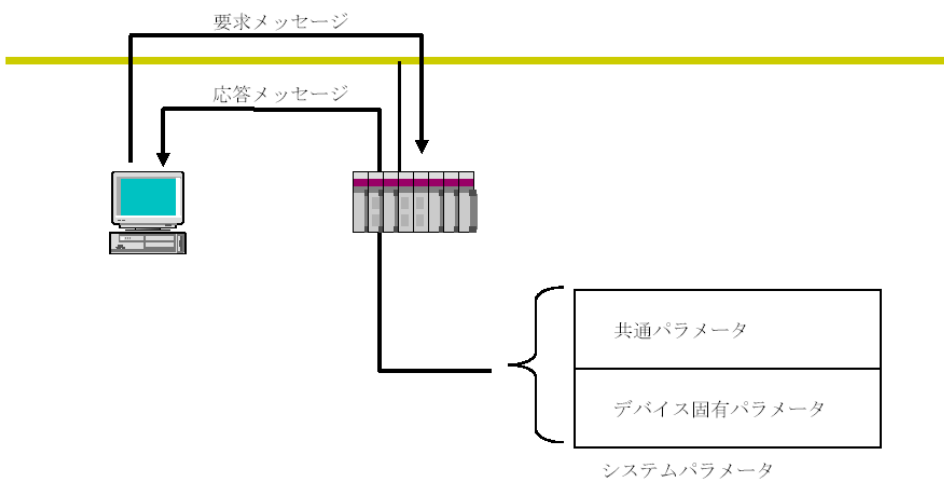 要求メッセージ
応答メッセージ
共通パラメータ
デバイス固有パラメータ
システムパラメータ